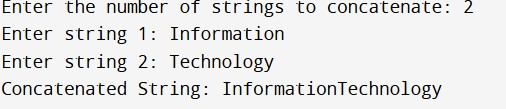 Enter the number of strings to concatenate: 2
Enter string 1: Information
Enter string 2: Technology
Concatenated String: InformationTechnology